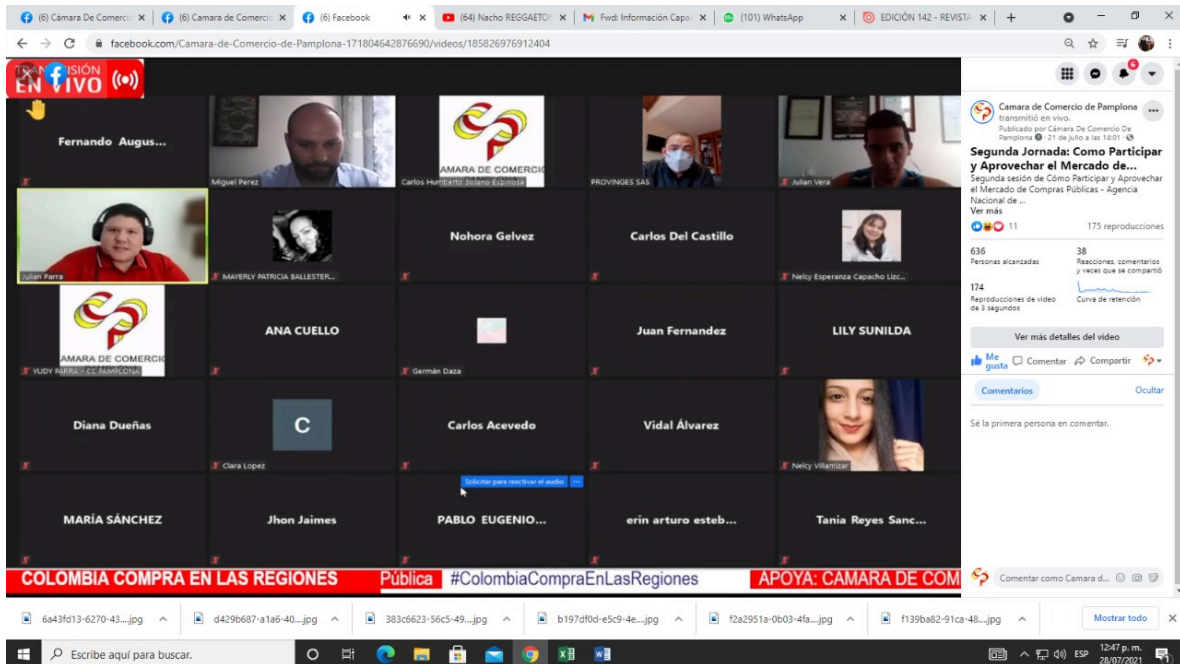 (6) Cámara De Comerci
(6) Camara de Comercio
(6) Facebook
(64) Nacho REGGAETON
Fwd: Información Capac
(101) WhatsApp
EDICIÓN 142 - REVISTA
facebook.com/Camara-de-Comercio-de-Pamplona-171804642876690/videos/185826976912404
EN VIVO
Fernando Augus...
Miguel Perez
AMARA DE COMERCIO
Carlos Humberto Solano Espinosa
PROVINGES SAS
Julian Vera
Julian Parra
MAYERLY PATRICIA BALLESTER...
Nohora Gelvez
Carlos Del Castillo
Nelcy Esperanza Capacho Lizc...
AMARA DE COMERCIO
YUDY PARRA - CC PAMPLONA
ANA CUELLO
Germán Daza
Juan Fernandez
LILY SUNILDA
Diana Dueñas
C
Clara Lopez
Carlos Acevedo
Vidal Álvarez
Nelcy Villamizar
Solicitar para reactivar el audio
MARÍA SÁNCHEZ
Jhon Jaimes
PABLO EUGENIO...
erin arturo esteb...
Tania Reyes Sanc...
COLOMBIA COMPRA EN LAS REGIONES
Pública #ColombiaCompraEnLasRegiones
APOYA: CAMARA DE COM
6
Camara de Comercio de Pamplona
transmitió en vivo.
Publicado por Cámara De Comercio De
Pamplona · 21 de julio a las 14:01 ·
Segunda Jornada: Como Participar
y Aprovechar el Mercado de...
Segunda sesión de Cómo Participar y Aprovechar
el Mercado de Compras Públicas - Agencia
Nacional de ...
Ver más
11
175 reproducciones
636
Personas alcanzadas
38
Reacciones, comentarios
y veces que se compartió
174
Reproducciones de video
de 3 segundos
Curva de retención
Ver más detalles del video
Me gusta
Comentar
Compartir
Comentarios
Ocultar
Sé la primera persona en comentar.
Comentar como Camara d...
6a43fd13-6270-43....jpg
d429b687-a1a6-40....jpg
383c6623-56c5-49....jpg
b197df0d-e5c9-4e....jpg
f2a2951a-0b03-4fa....jpg
f139ba82-91ca-48....jpg
Mostrar todo
Escribe aquí para buscar.
ESP
12:47 p. m.
28/07/2021